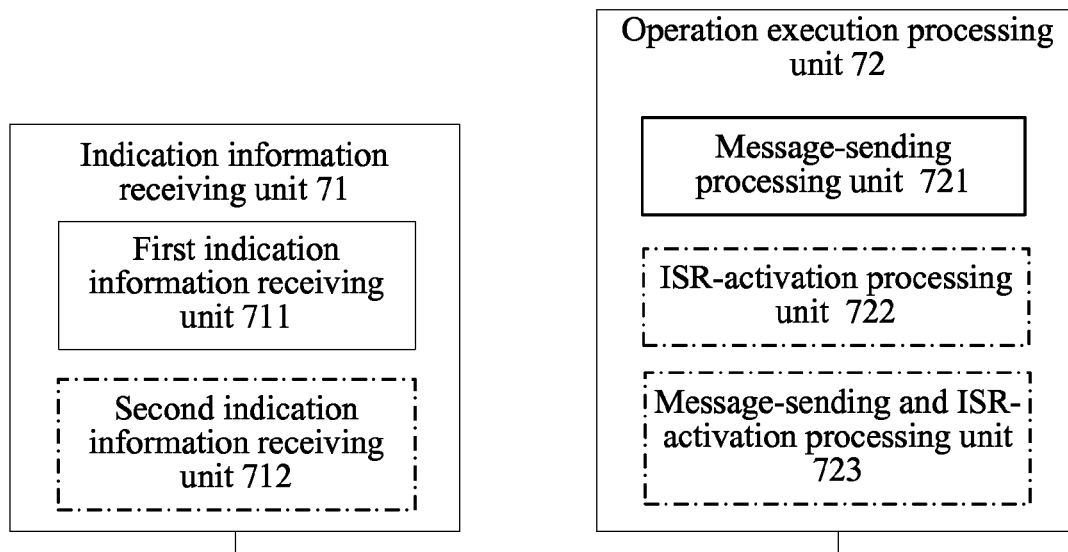 Indication information
receiving unit 71
First indication
information receiving
unit 711
Second indication
information receiving
unit 712
Operation execution processing
unit 72
Message-sending
processing unit 721
ISR-activation processing
unit 722
Message-sending and ISR-
activation processing unit
723